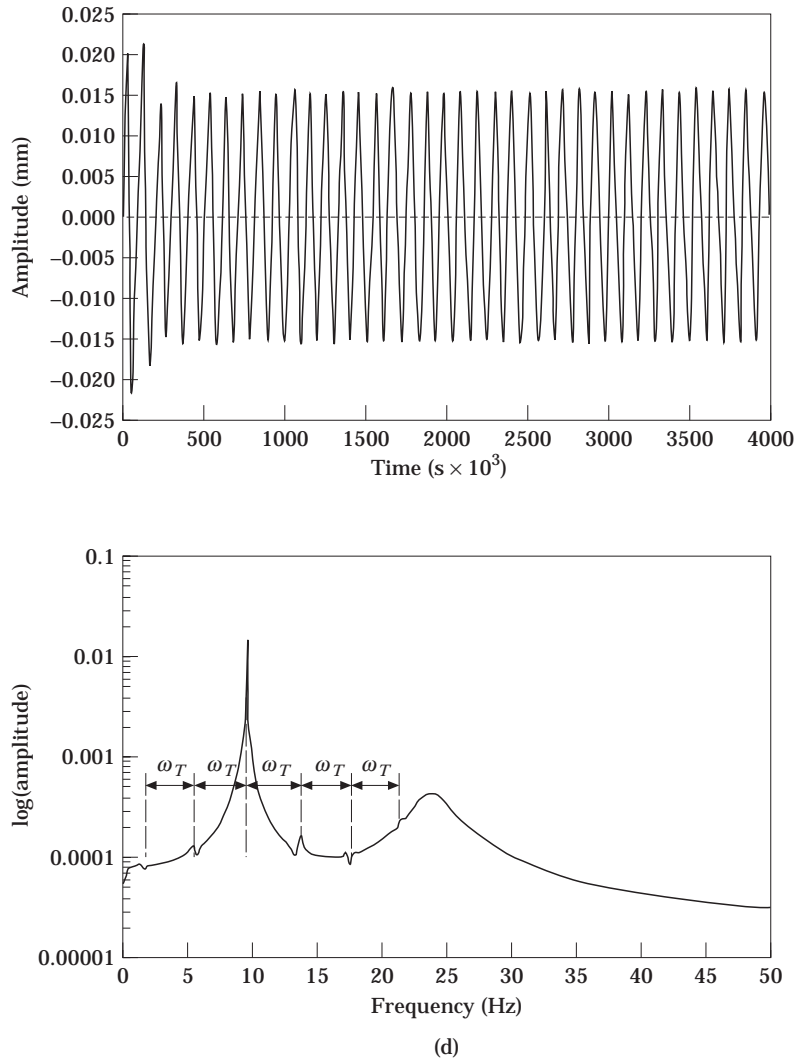 0.025
0.020
0.015
0.010
0.005
0.000
−0.005
−0.010
−0.015
−0.020
−0.025
Amplitude (mm)
0 500 1000 1500 2000 2500 3000 3500 4000
Time (s × 10³)
0.1
0.01
0.001
0.0001
0.00001
log(amplitude)
ω_T ω_T ω_T ω_T ω_T
0 5 10 15 20 25 30 35 40 45 50
Frequency (Hz)
(d)